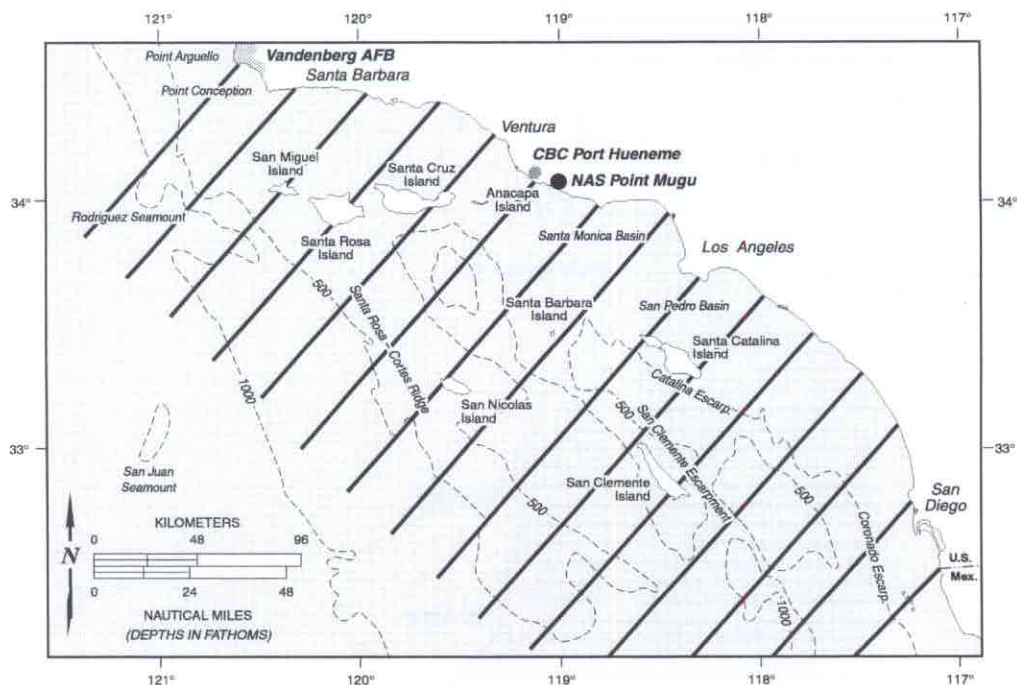 121° 120° 119° 118° 117°
Point Arguello
Vandenberg AFB
Santa Barbara
Point Conception
Ventura
CBC Port Hueneme
NAS Point Mugu
San Miguel
Island
Santa Cruz
Island
Anacapa
Island
34° 34°
Rodriguez Seamount
Santa Rosa
Island
Santa Monica Basin
Los Angeles
500
Santa Rosa - Cortes Ridge
Santa Barbara
Island
San Pedro Basin
Santa Catalina
Island
Catalina Escarp.
1000
San Nicolas
Island
500
San Clemente Escarpment
33° 33°
San Juan
Seamount
San Clemente
Island
500
500
Coronado Escarp.
San
Diego
U.S.
Mex.
1000
N
KILOMETERS
0 48 96
0 24 48
NAUTICAL MILES
(DEPTHS IN FATHOMS)
121° 120° 119° 118° 117°